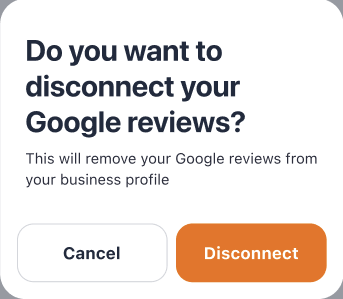 Do you want to
disconnect your
Google reviews?
This will remove your Google reviews from
your business profile
Cancel
Disconnect